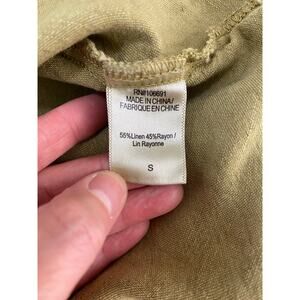 RN#106691
MADE IN CHINA/
FABRIQUE EN CHINE
55%Linen 45%Rayon/
Lin Rayonne
S